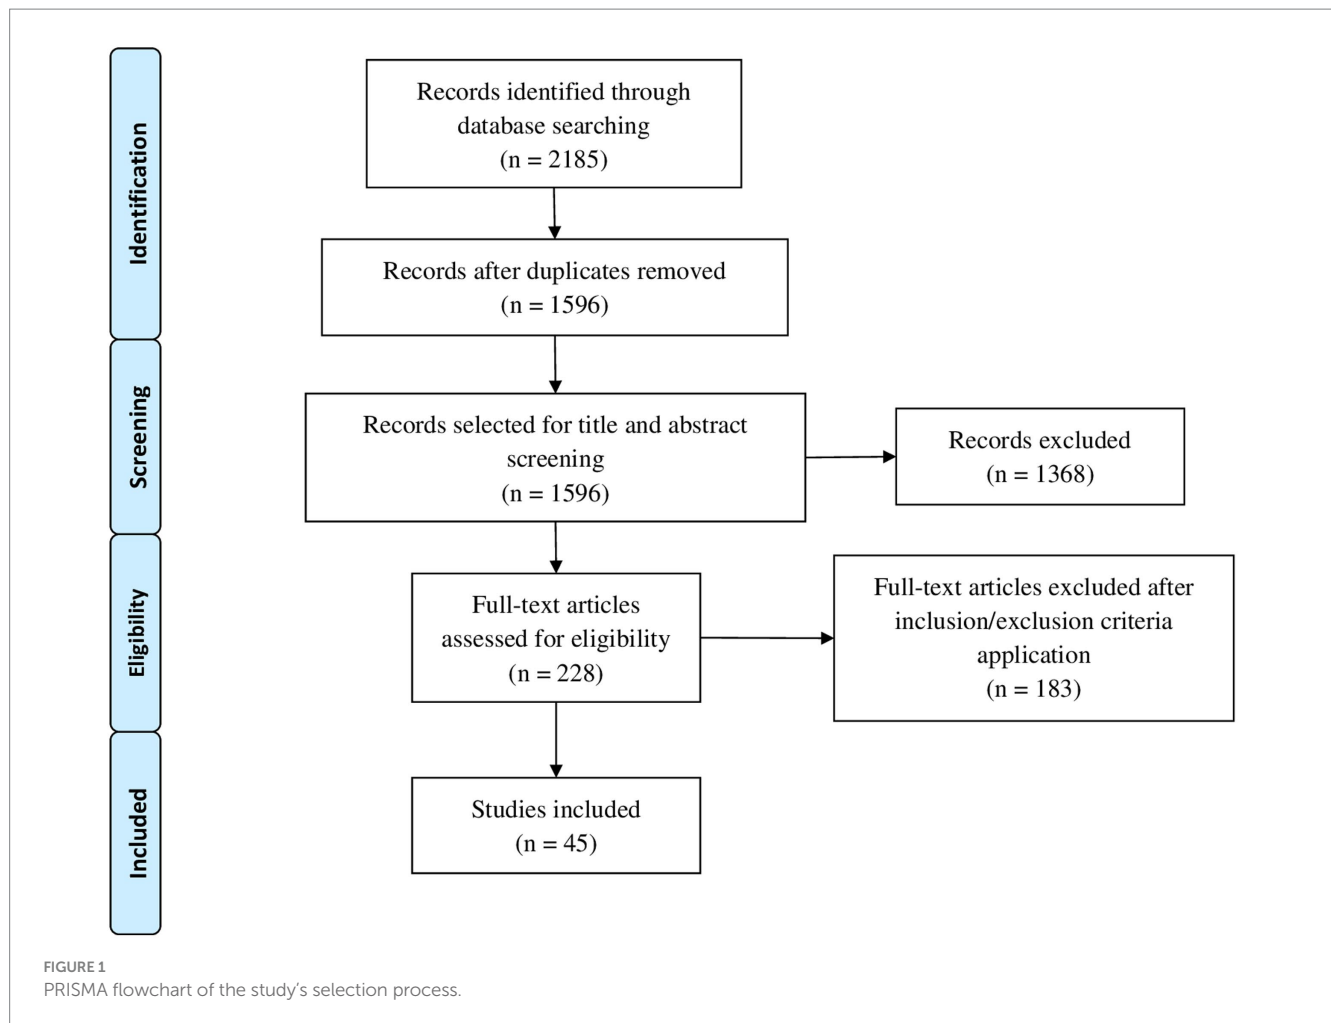 Identification
Records identified through
database searching
(n = 2185)
Records after duplicates removed
(n = 1596)
Screening
Records selected for title and abstract
screening
(n = 1596)
Records excluded
(n = 1368)
Eligibility
Full-text articles
assessed for eligibility
(n = 228)
Full-text articles excluded after
inclusion/exclusion criteria
application
(n = 183)
Included
Studies included
(n = 45)
FIGURE 1
PRISMA flowchart of the study’s selection process.